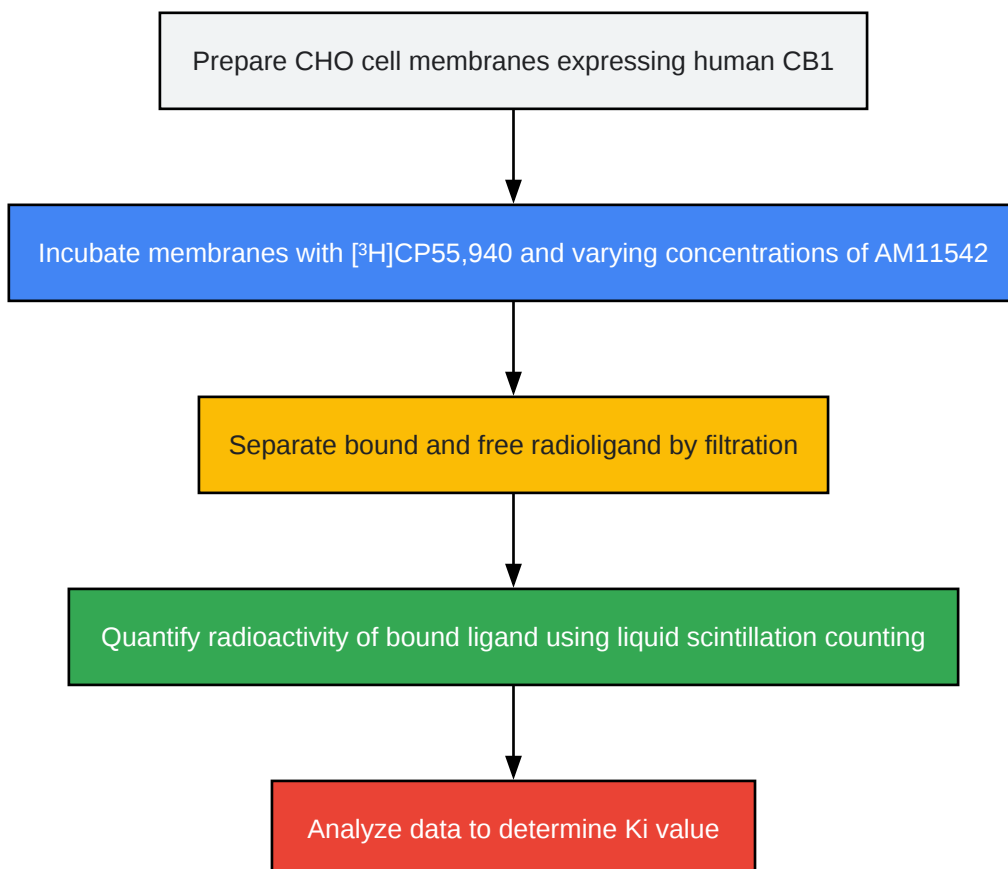 Prepare CHO cell membranes expressing human CB1
Incubate membranes with [³H]CP55,940 and varying concentrations of AM11542
Separate bound and free radioligand by filtration
Quantify radioactivity of bound ligand using liquid scintillation counting
Analyze data to determine Ki value